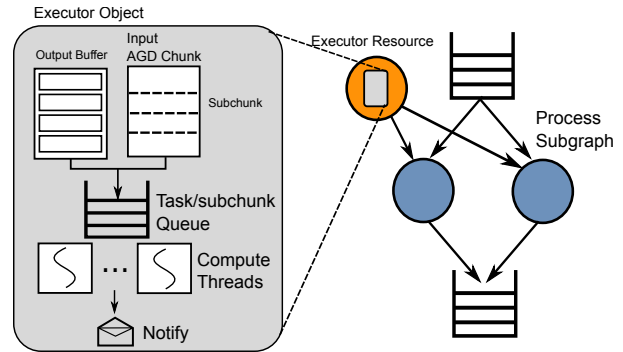 Executor Object
Input
AGD Chunk
Output Buffer
Subchunk
Task/subchunk
Queue
...
Compute
Threads
Notify
Executor Resource
Process
Subgraph